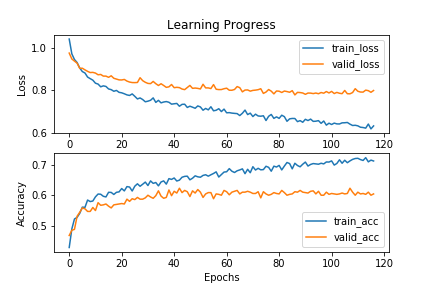 Learning Progress
1.0
0.8
0.6
Loss
train_loss
valid_loss
0 20 40 60 80 100 120
0.7
0.6
0.5
Accuracy
train_acc
valid_acc
0 20 40 60 80 100 120
Epochs